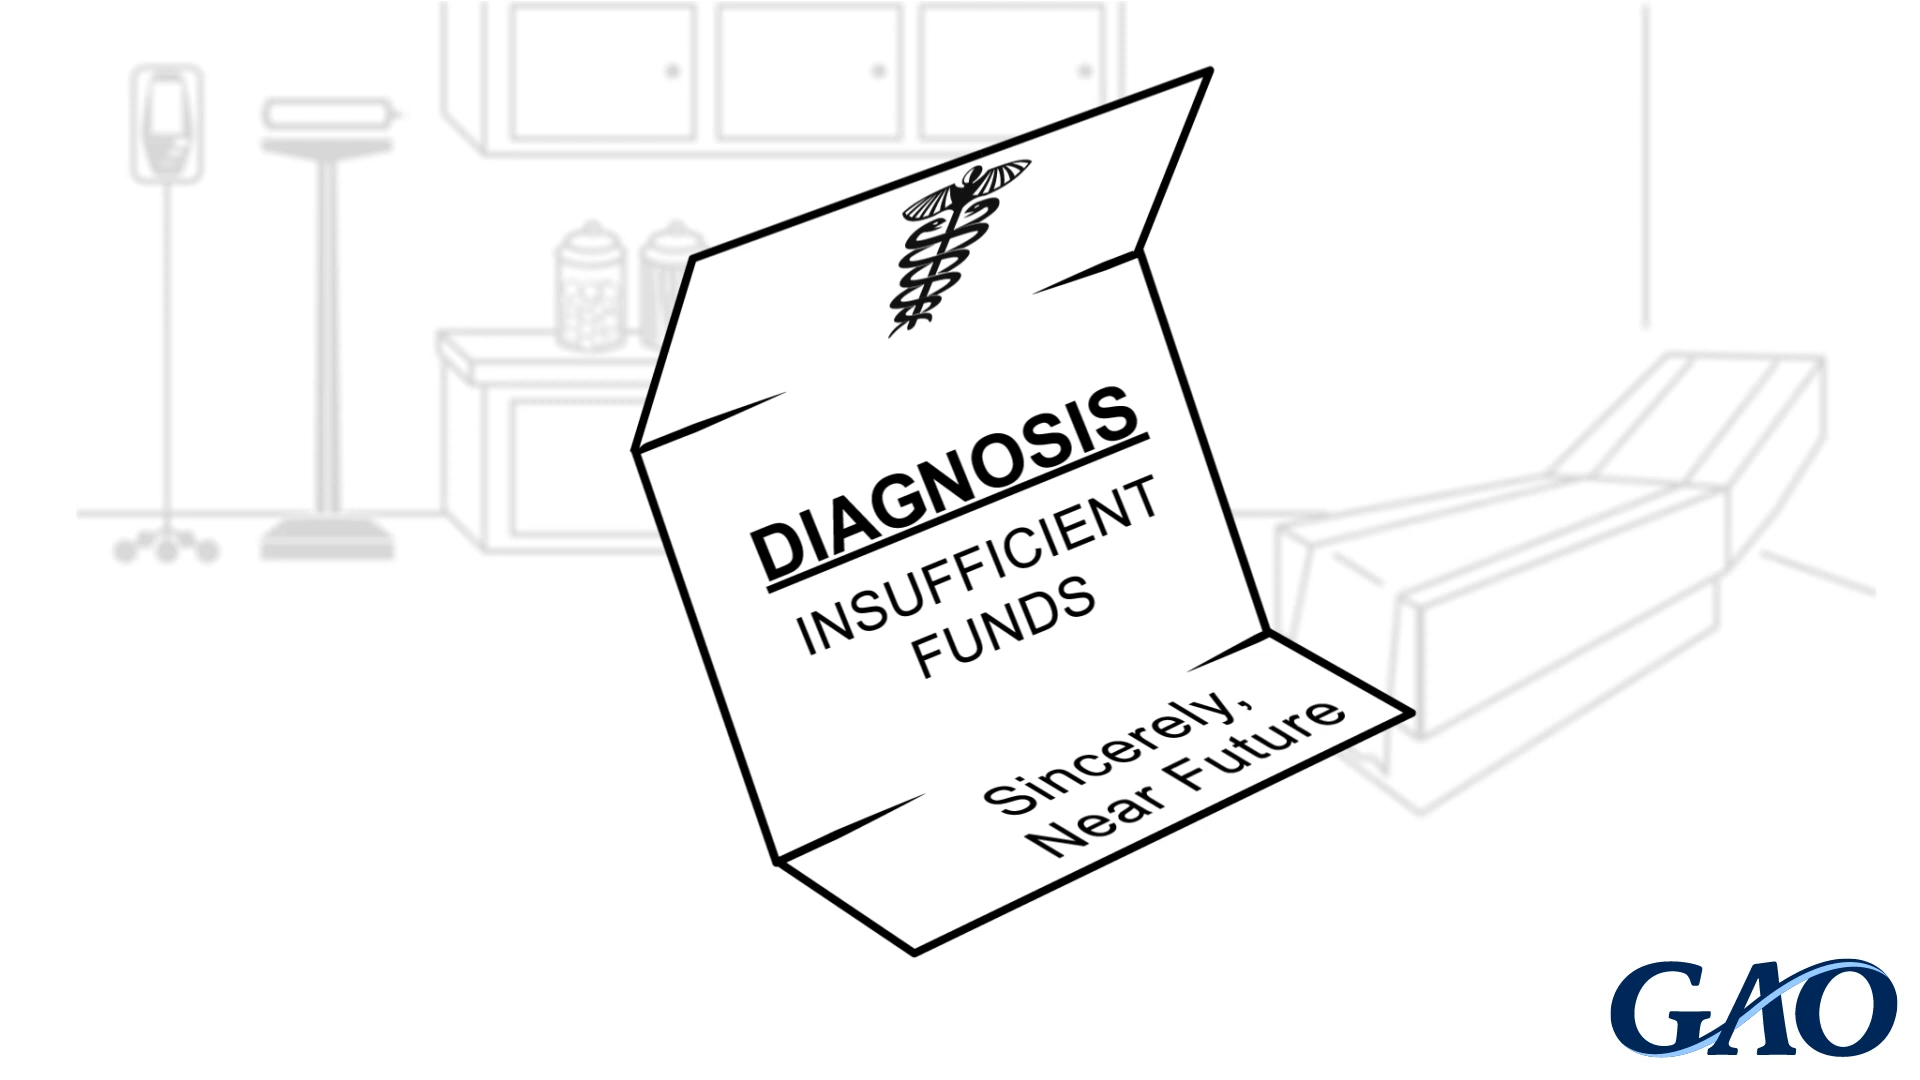 DIAGNOSIS
INSUFFICIENT
FUNDS
Sincerely,
Near Future
GAO